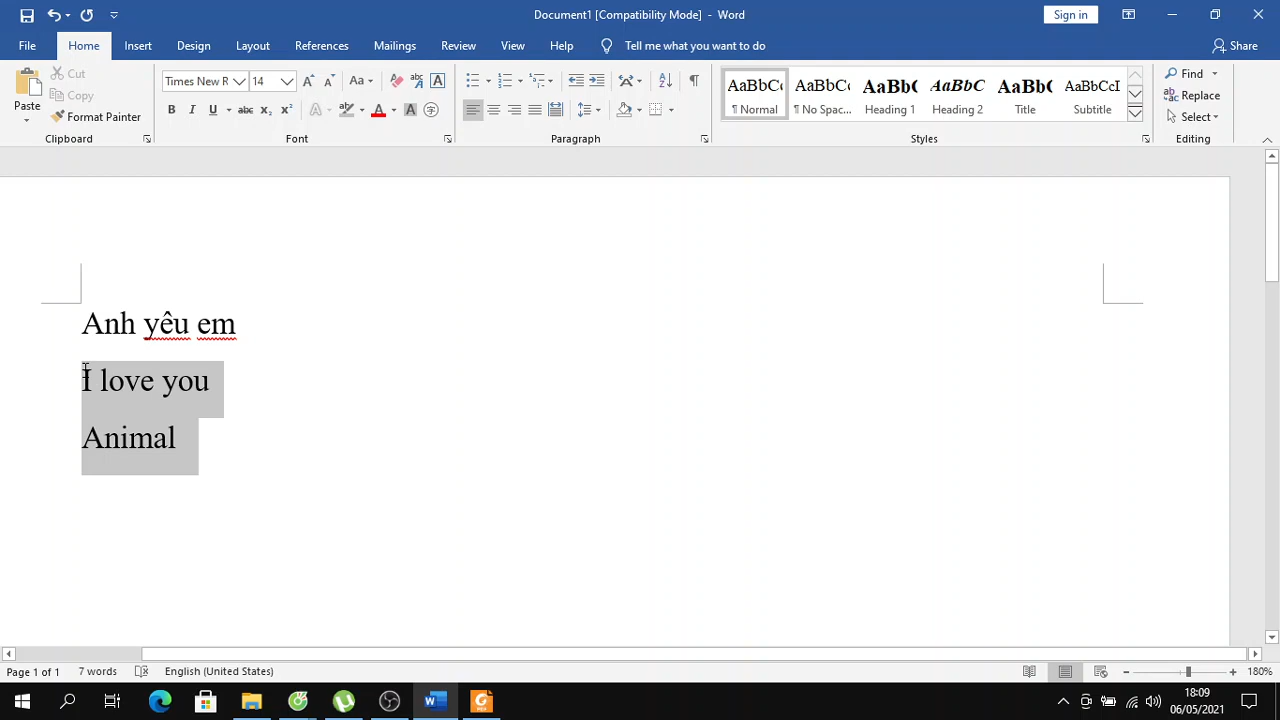 Document1 [Compatibility Mode] - Word
Sign in
File Home Insert Design Layout References Mailings Review View Help Tell me what you want to do
Share
Paste
Cut
Copy
Format Painter
Clipboard
Times New R 14
Font
Paragraph
AaBbCc AaBbCc AaBbC AaBbC AaBbC AaBbCcI
¶ Normal ¶ No Spac... Heading 1 Heading 2 Title Subtitle
Styles
Find
Replace
Select
Editing
Anh yêu em
I love you
Animal
Page 1 of 1 7 words English (United States)
180%
18:09
06/05/2021